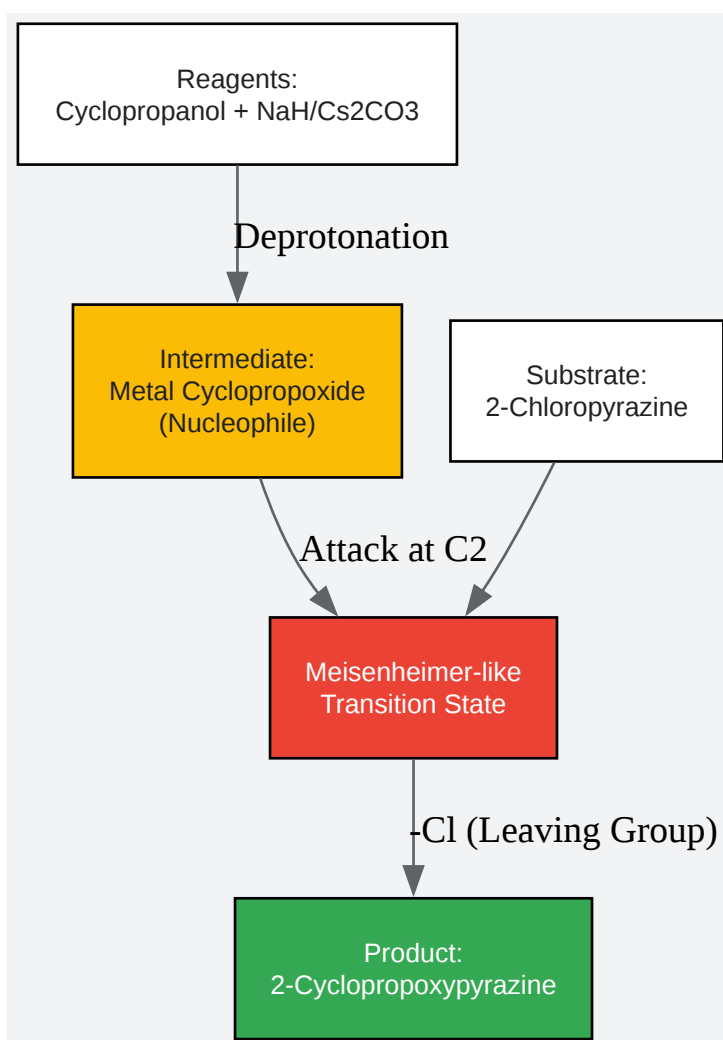 Reagents:
Cyclopropanol + NaH/Cs2CO3
Deprotonation
Intermediate:
Metal Cyclopropoxide
(Nucleophile)
Substrate:
2-Chloropyrazine
Attack at C2
Meisenheimer-like
Transition State
-Cl (Leaving Group)
Product:
2-Cyclopropoxypyrazine